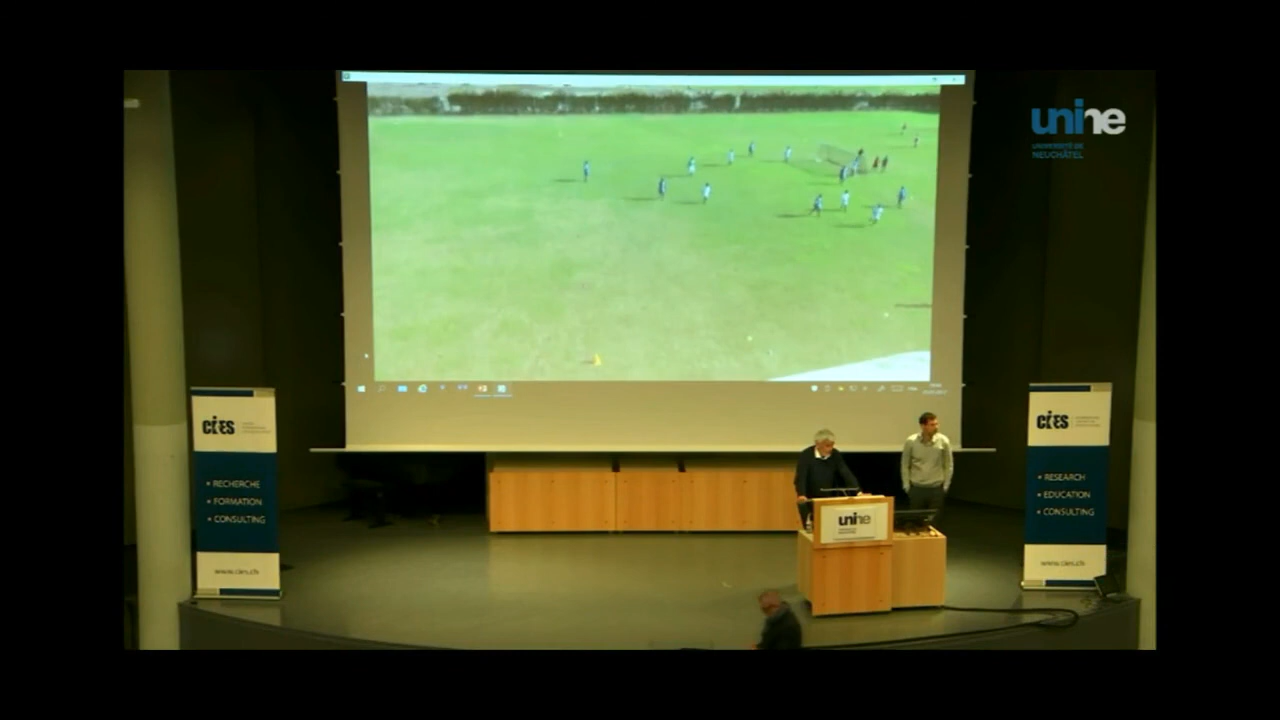 unine
UNIVERSITÉ DE
NEUCHÂTEL
CIES
• RECHERCHE
• FORMATION
• CONSULTING
www.cies.ch
unine
CIES
• RESEARCH
• EDUCATION
• CONSULTING
www.cies.ch